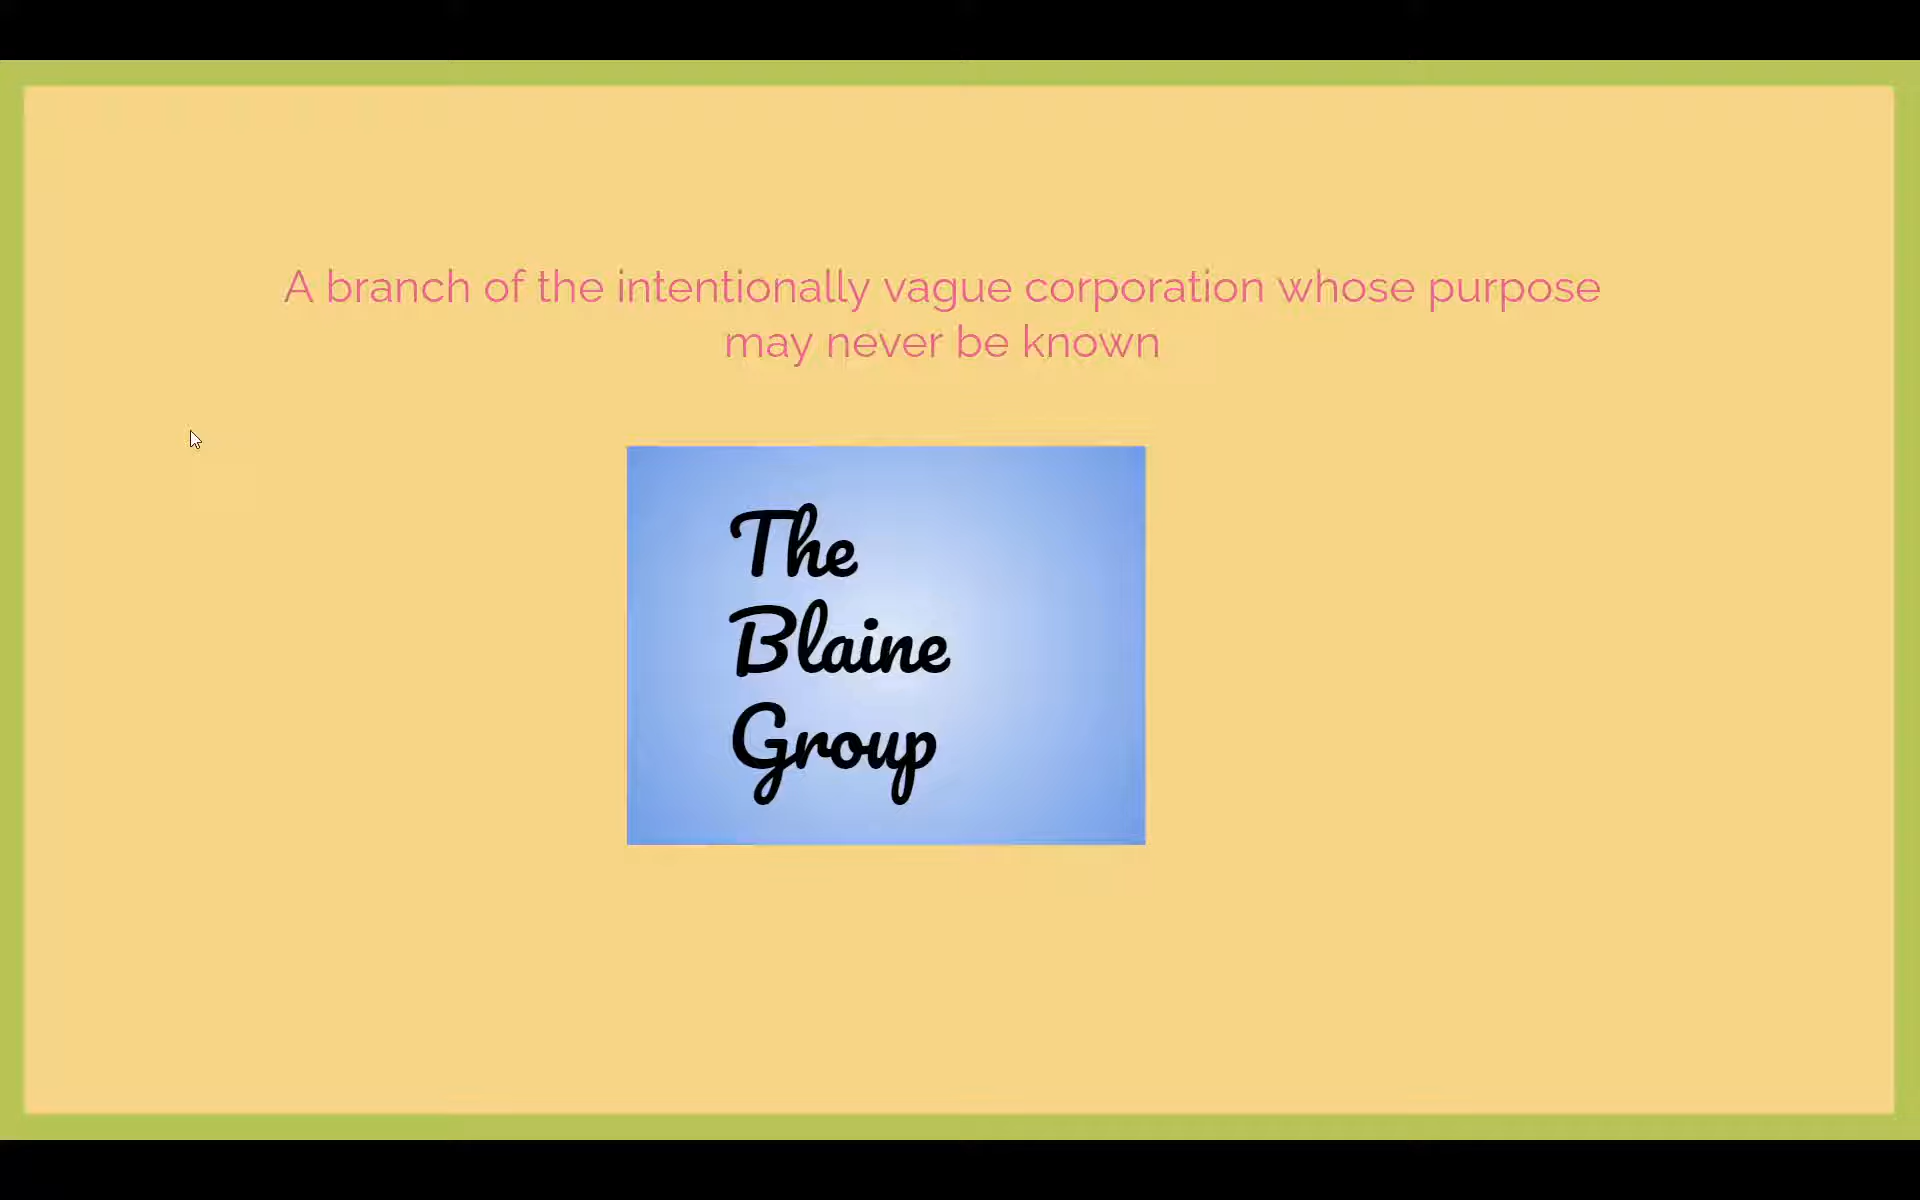 A branch of the intentionally vague corporation whose purpose
may never be known
The
Blaine
Group